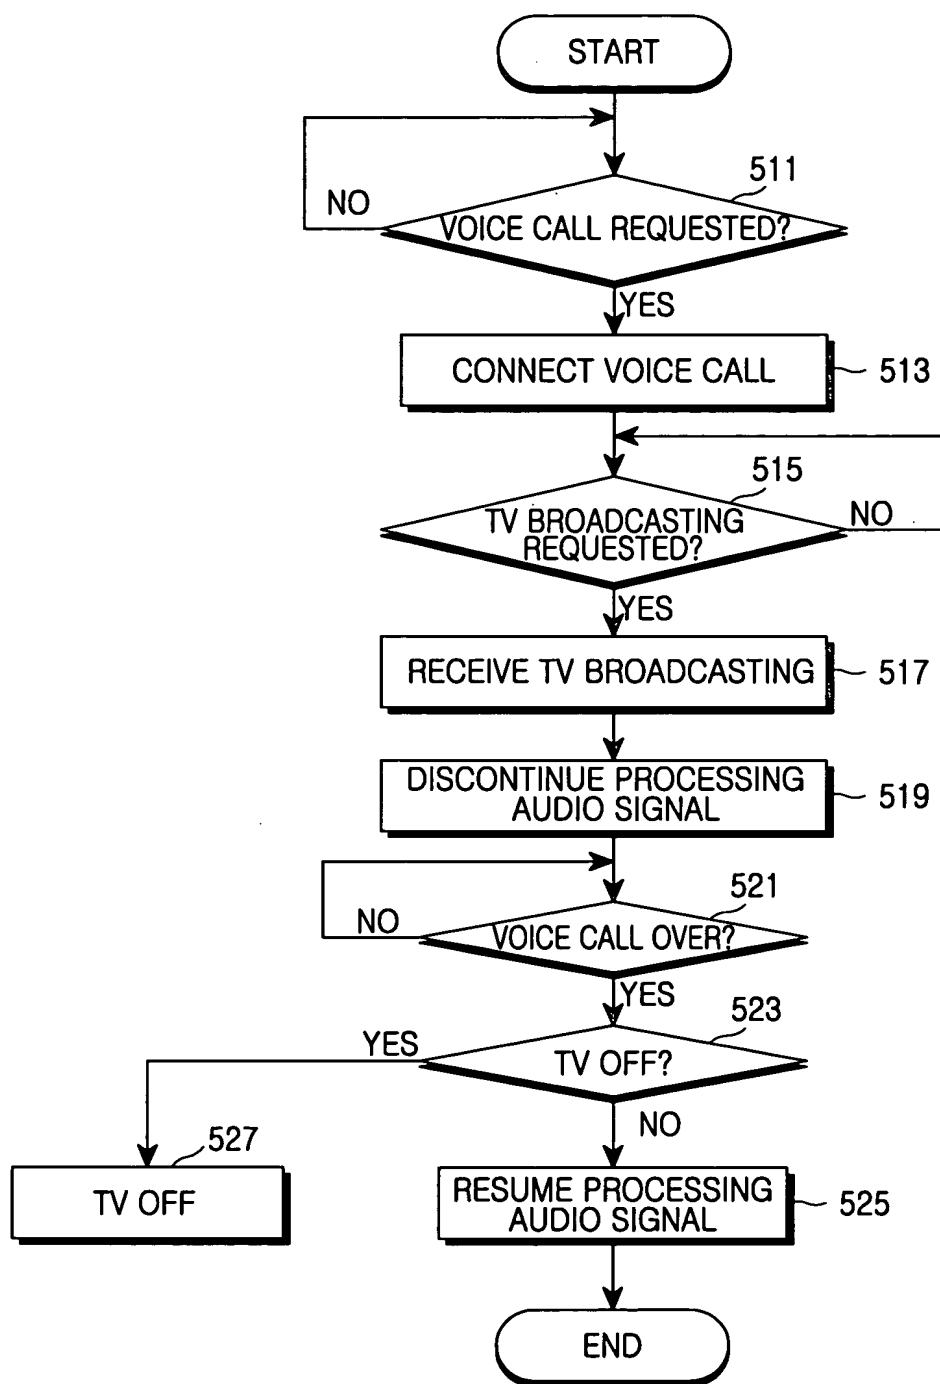 START
511
NO
VOICE CALL REQUESTED?
YES
CONNECT VOICE CALL
513
515
TV BROADCASTING
REQUESTED?
NO
YES
RECEIVE TV BROADCASTING
517
DISCONTINUE PROCESSING
AUDIO SIGNAL
519
521
NO
VOICE CALL OVER?
YES
523
YES
TV OFF?
NO
527
TV OFF
RESUME PROCESSING
AUDIO SIGNAL
525
END